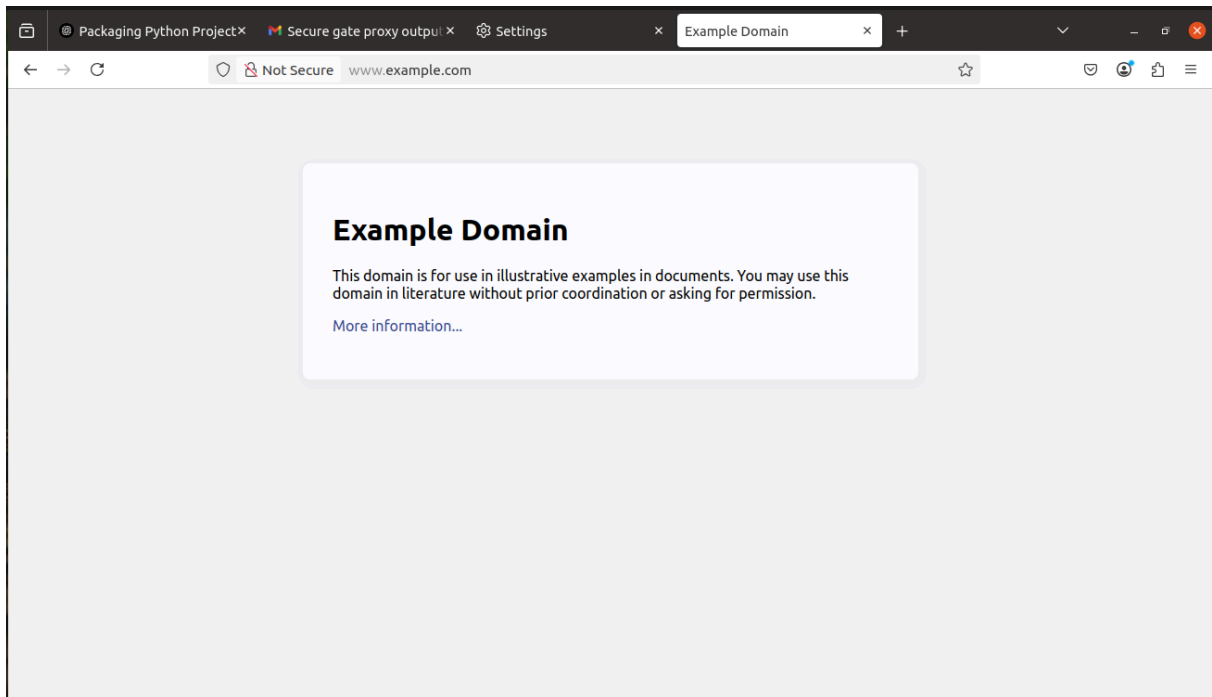 Packaging Python Project
Secure gate proxy output
Settings
Example Domain
Not Secure www.example.com
Example Domain
This domain is for use in illustrative examples in documents. You may use this
domain in literature without prior coordination or asking for permission.
More information...